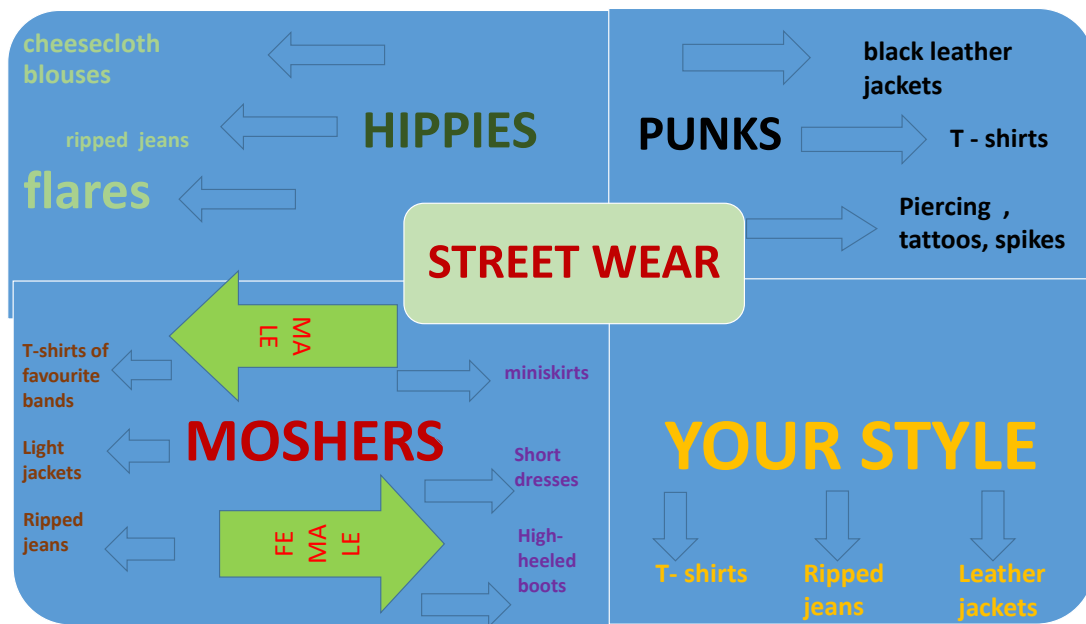 cheesecloth
blouses
ripped  jeans
flares
HIPPIES
PUNKS
black leather
jackets
T - shirts
Piercing  ,
tattoos, spikes
STREET WEAR
MA
LE
T-shirts of
favourite
bands
Light
jackets
Ripped
jeans
MOSHERS
miniskirts
Short
dresses
High-
heeled
boots
FE
MA
LE
YOUR STYLE
T- shirts
Ripped
jeans
Leather
jackets